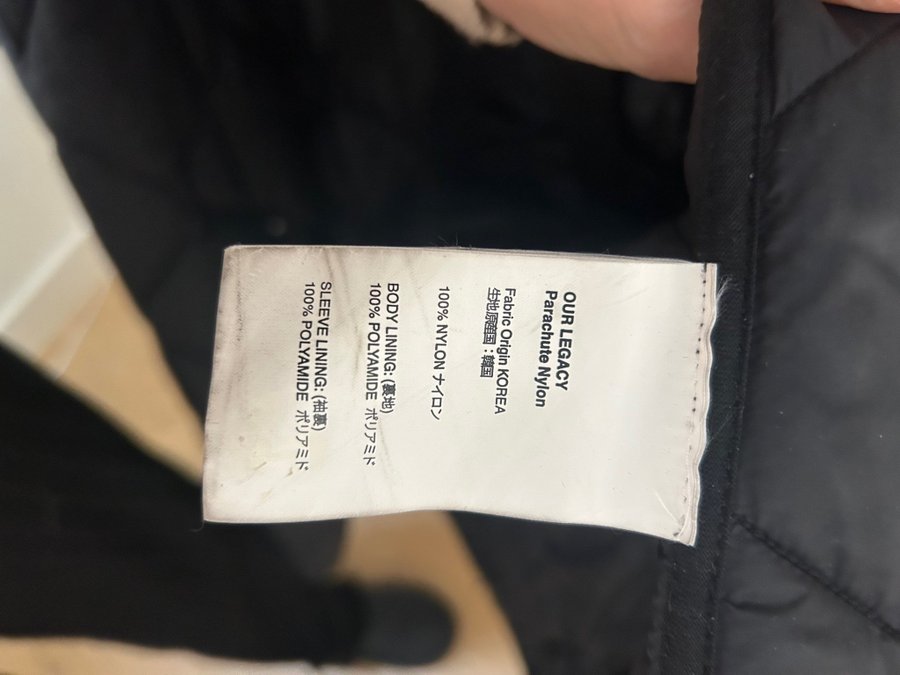 OUR LEGACY
Parachute Nylon
Fabric Origin KOREA
生地原産国：韓国
100% NYLON ナイロン
BODY LINING: (裏地)
100% POLYAMIDE ポリアミド
SLEEVE LINING: (袖裏)
100% POLYAMIDE ポリアミド